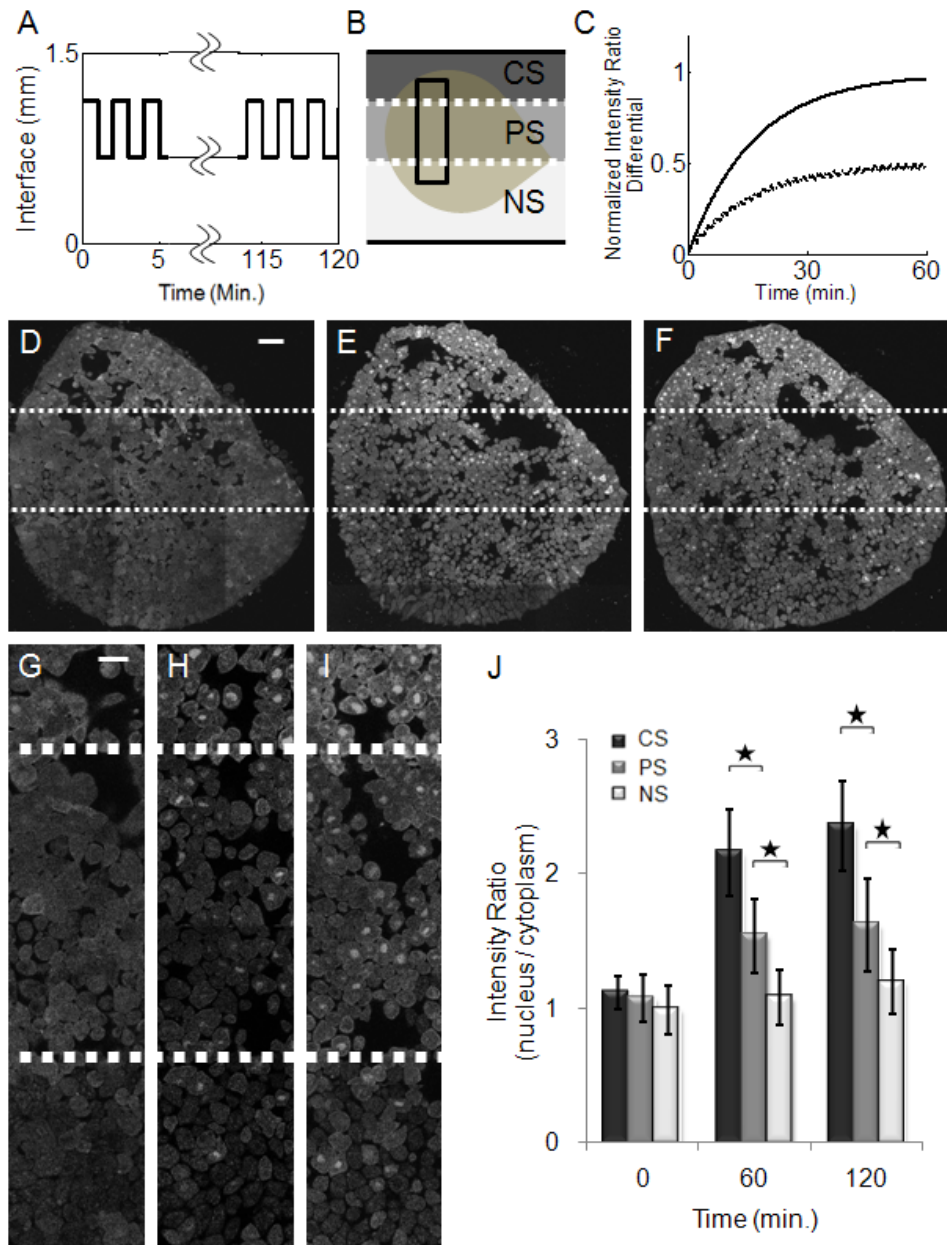 A
1.5
Interface (mm)
0
0
5
115
120
Time (Min.)
B
CS
PS
NS
C
Normalized Intensity Ratio
Differential
1
0.5
0
0
30
60
Time (min.)
D
E
F
G
H
I
J
Intensity Ratio
(nucleus / cytoplasm)
3
2
1
0
CS
PS
NS
0
60
120
Time (min.)